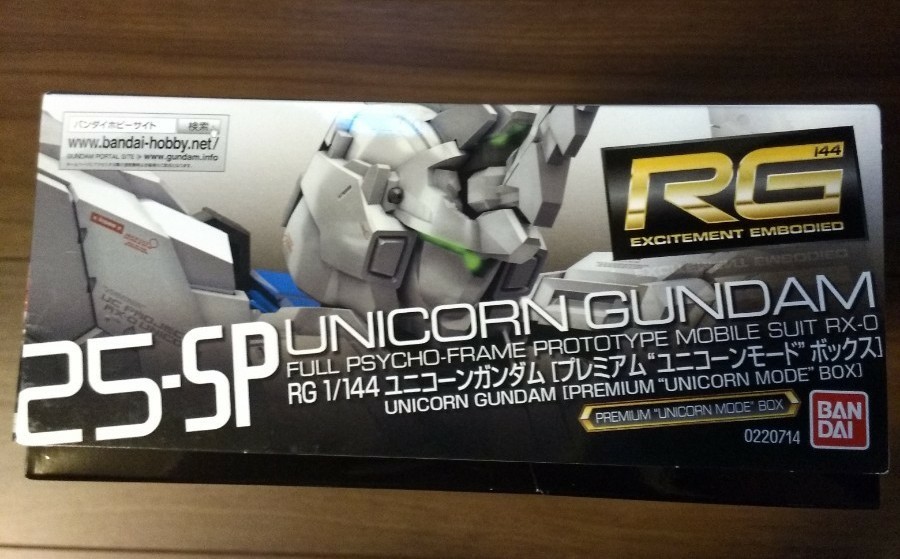 バンダイホビーサイト 検索
www.bandai-hobby.net/
GUNDAM PORTAL SITE > www.gundam.info
144
RG
EXCITEMENT EMBODIED
25-SP
UNICORN GUNDAM
FULL PSYCHO-FRAME PROTOTYPE MOBILE SUIT RX-0
RG 1/144 ユニコーンガンダム [プレミアム“ユニコーンモード” ボックス]
UNICORN GUNDAM [PREMIUM “UNICORN MODE” BOX]
PREMIUM “UNICORN MODE” BOX
BAN
DAI
0220714